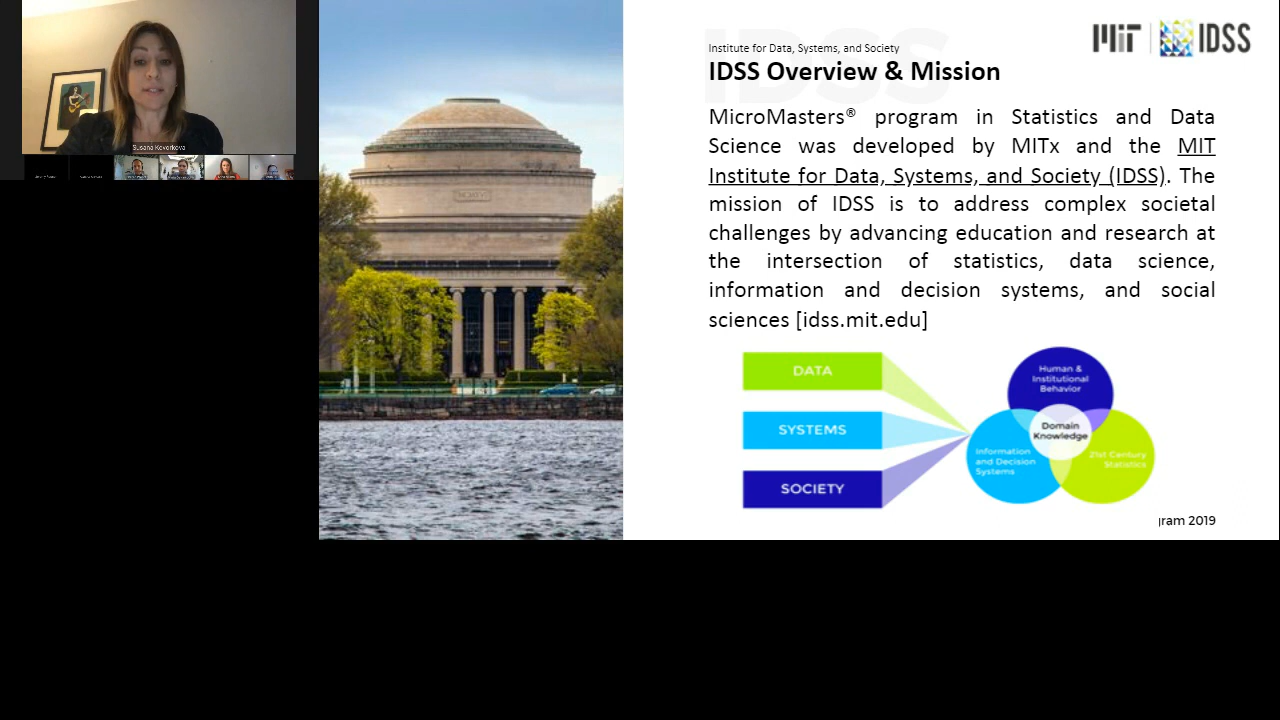 Susana Kevorkova
Institute for Data, Systems, and Society
IDSS Overview & Mission
IDSS
MIT IDSS
MicroMasters® program in Statistics and Data
Science was developed by MITx and the MIT
Institute for Data, Systems, and Society (IDSS). The
mission of IDSS is to address complex societal
challenges by advancing education and research at
the intersection of statistics, data science,
information and decision systems, and social
sciences [idss.mit.edu]
DATA
SYSTEMS
SOCIETY
Human &
Institutional
Behavior
Domain
Knowledge
Information
and Decision
Systems
21st Century
Statistics
ram 2019